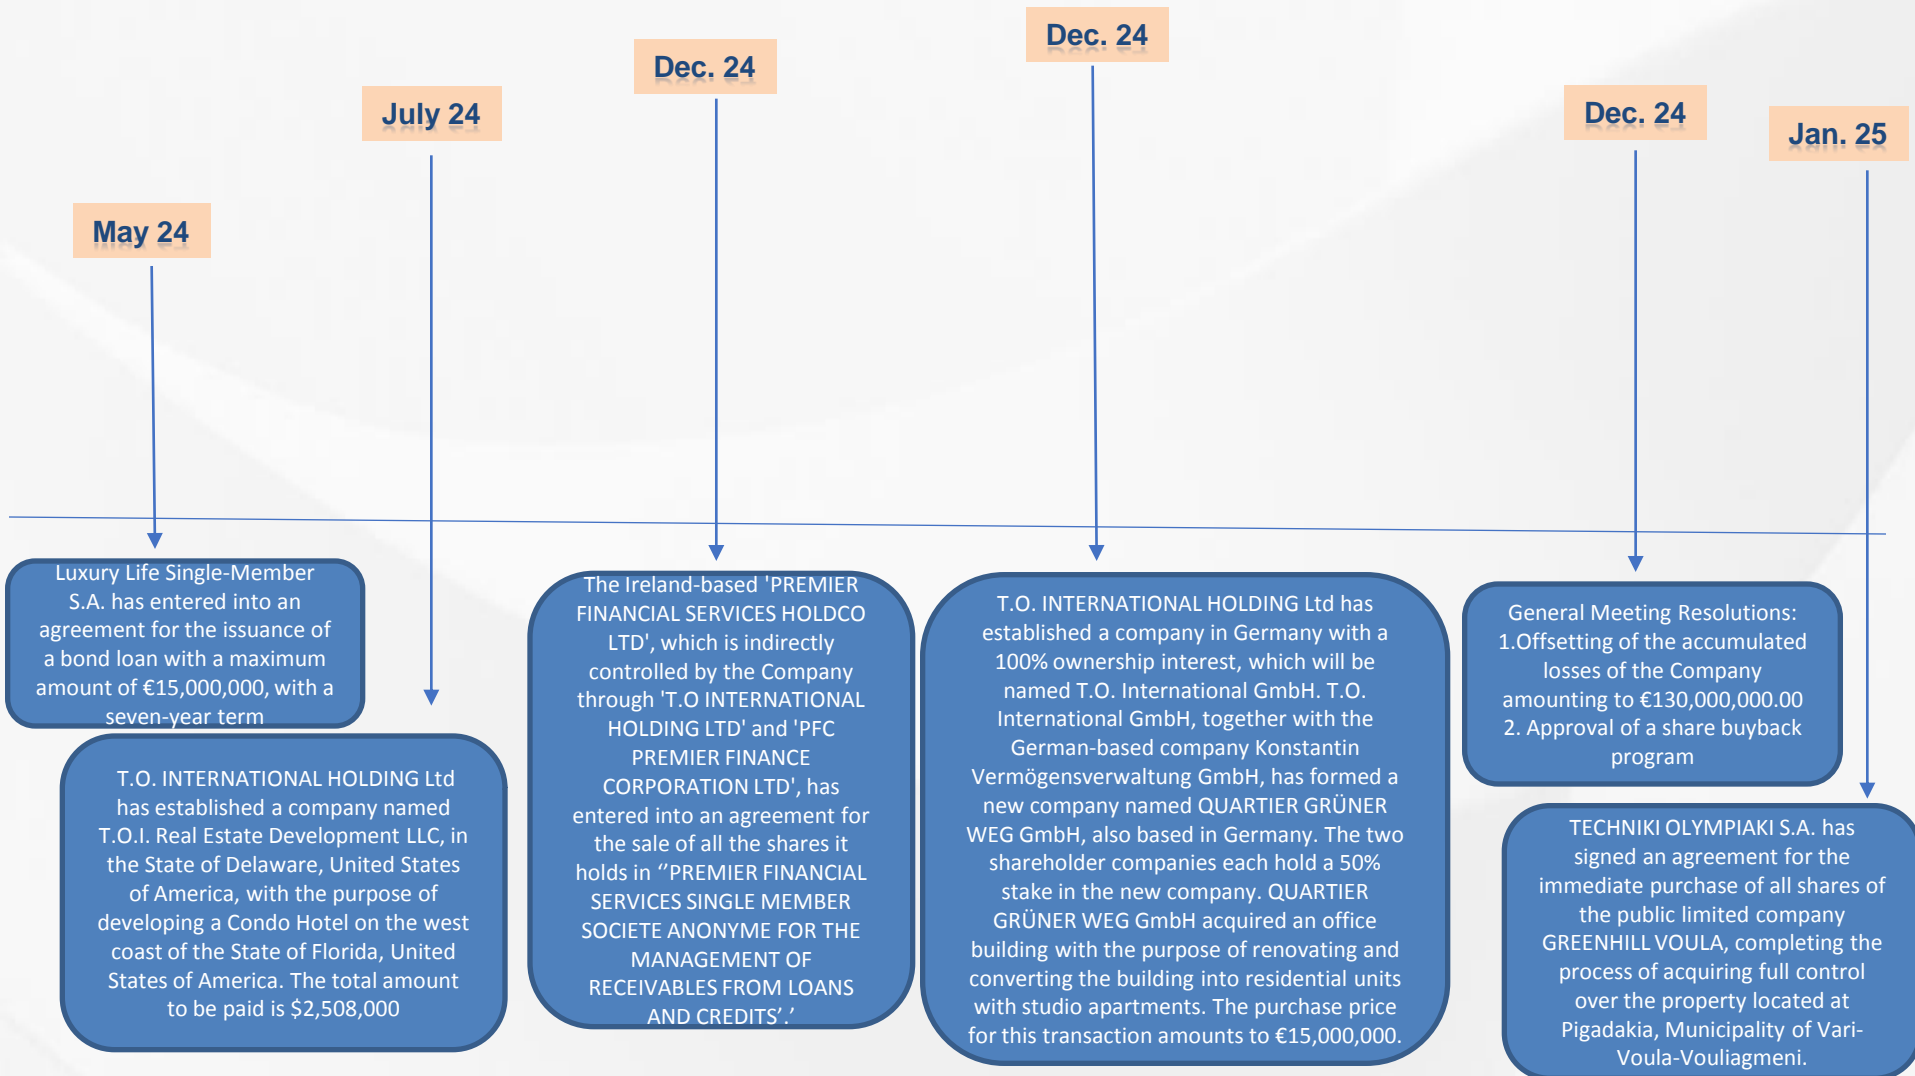 May 24
July 24
Dec. 24
Dec. 24
Dec. 24
Jan. 25
Luxury Life Single-Member
S.A. has entered into an
agreement for the issuance of
a bond loan with a maximum
amount of €15,000,000, with a
seven-year term
T.O. INTERNATIONAL HOLDING Ltd
has established a company named
T.O.I. Real Estate Development LLC, in
the State of Delaware, United States
of America, with the purpose of
developing a Condo Hotel on the west
coast of the State of Florida, United
States of America. The total amount
to be paid is $2,508,000
The Ireland-based 'PREMIER
FINANCIAL SERVICES HOLDCO
LTD', which is indirectly
controlled by the Company
through 'T.O INTERNATIONAL
HOLDING LTD' and 'PFC
PREMIER FINANCE
CORPORATION LTD', has
entered into an agreement for
the sale of all the shares it
holds in ‘’PREMIER FINANCIAL
SERVICES SINGLE MEMBER
SOCIETE ANONYME FOR THE
MANAGEMENT OF
RECEIVABLES FROM LOANS
AND CREDITS’.’
T.O. INTERNATIONAL HOLDING Ltd has
established a company in Germany with a
100% ownership interest, which will be
named T.O. International GmbH. T.O.
International GmbH, together with the
German-based company Konstantin
Vermögensverwaltung GmbH, has formed a
new company named QUARTIER GRÜNER
WEG GmbH, also based in Germany. The two
shareholder companies each hold a 50%
stake in the new company. QUARTIER
GRÜNER WEG GmbH acquired an office
building with the purpose of renovating and
converting the building into residential units
with studio apartments. The purchase price
for this transaction amounts to €15,000,000.
General Meeting Resolutions:
1.Offsetting of the accumulated
losses of the Company
amounting to €130,000,000.00
2. Approval of a share buyback
program
TECHNIKI OLYMPIAKI S.A. has
signed an agreement for the
immediate purchase of all shares of
the public limited company
GREENHILL VOULA, completing the
process of acquiring full control
over the property located at
Pigadakia, Municipality of Vari-
Voula-Vouliagmeni.